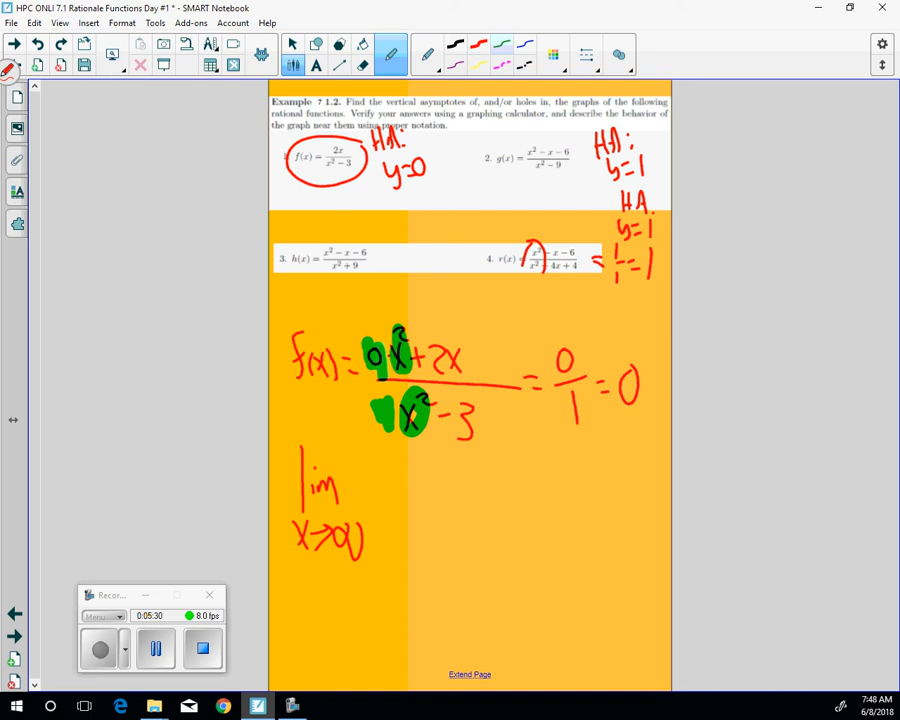 HPC ONLI 7.1 Rationale Functions Day #1 * - SMART Notebook
File Edit View Insert Format Tools Add-ons Account Help
Example 7 1.2. Find the vertical asymptotes of, and/or holes in, the graphs of the following
rational functions. Verify your answers using a graphing calculator, and describe the behavior of
the graph near them using proper notation.
1. f(x) = 2x / x² − 3
HA:
y=0
2. g(x) = x² − x − 6 / x² − 9
HA:
y=1
HA.
y=1
3. h(x) = x² − x − 6 / x² + 9
4. r(x) = x² − x − 6 / x² + 4x + 4
= 1/1 = 1
f(x) = 0x² + 2x / x² − 3 = 0/1 = 0
lim
x→∞
Recor...
Menu...
0:05:30
8.0 fps
Extend Page
7:48 AM
6/8/2018